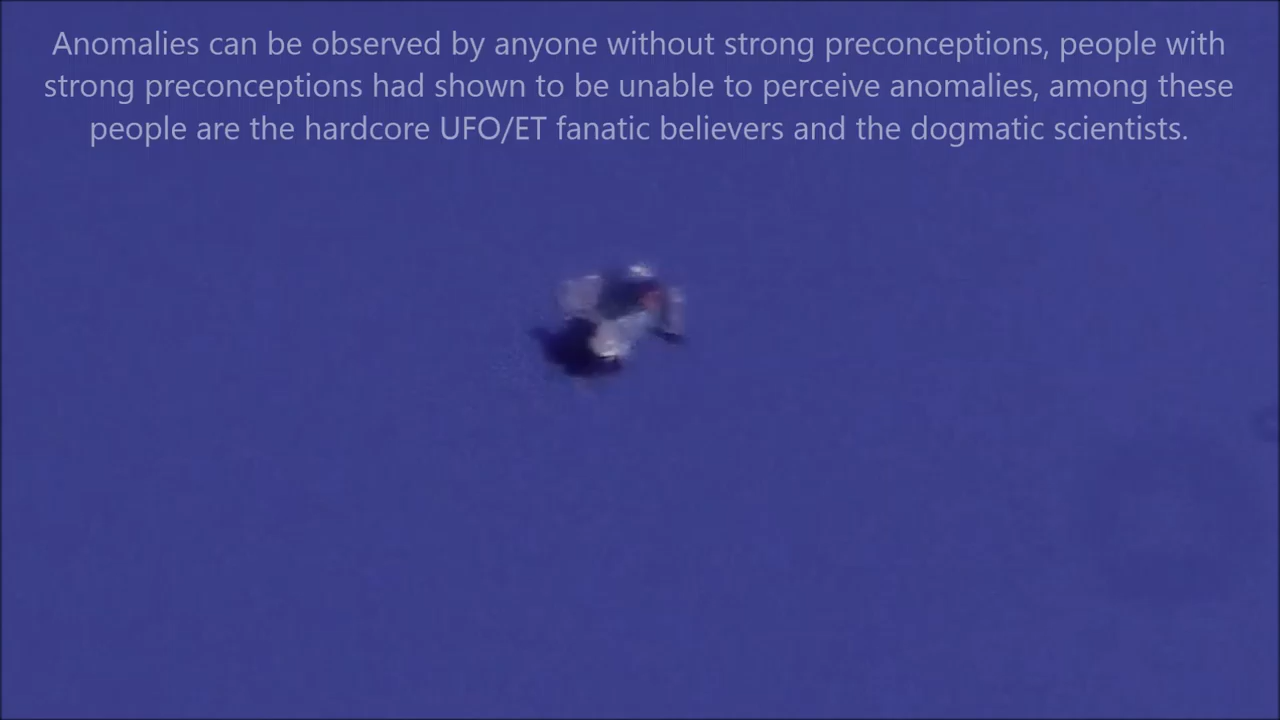 Anomalies can be observed by anyone without strong preconceptions, people with
strong preconceptions had shown to be unable to perceive anomalies, among these
people are the hardcore UFO/ET fanatic believers and the dogmatic scientists.